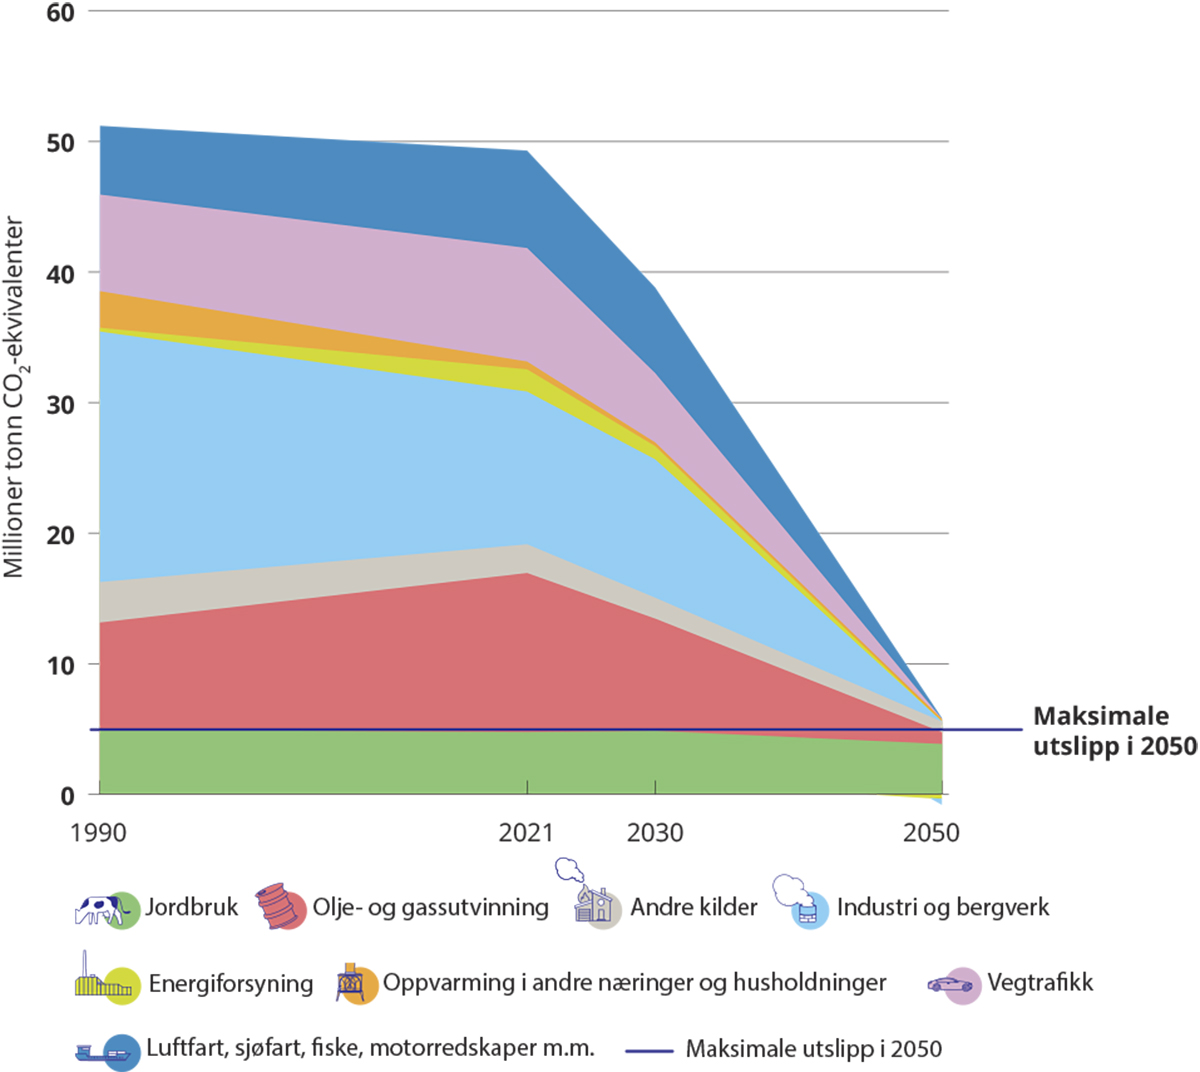 60
50
40
30
20
10
0
Millioner tonn CO₂-ekvivalenter
1990
2021
2030
2050
Maksimale
utslipp i 2050
Jordbruk
Olje- og gassutvinning
Andre kilder
Industri og bergverk
Energiforsyning
Oppvarming i andre næringer og husholdninger
Vegtrafikk
Luftfart, sjøfart, fiske, motorredskaper m.m.
Maksimale utslipp i 2050